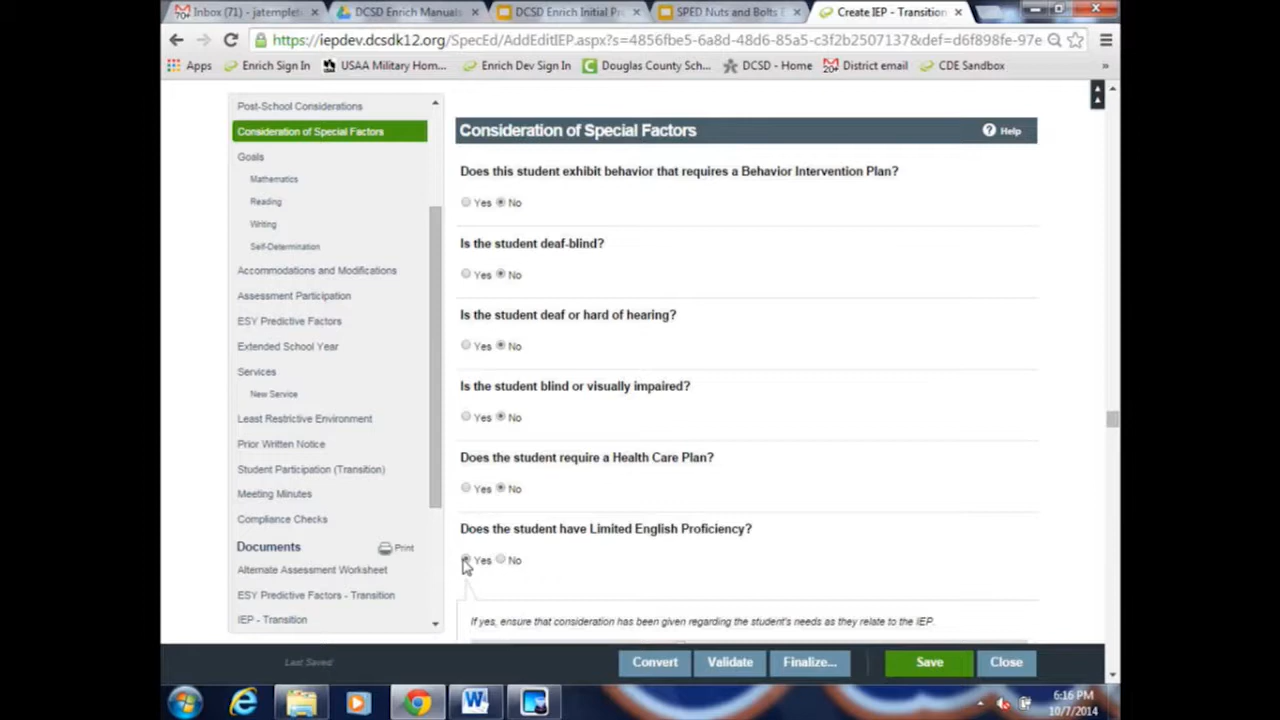 Inbox (71) - jatemplet
DCSD Enrich Manuals
DCSD Enrich Initial Pr
SPED Nuts and Bolts
Create IEP - Transition
https://iepdev.dcsdk12.org/SpecEd/AddEditIEP.aspx?s=4856fbe5-6a8d-48d6-85a5-c3f2b2507137&def=d6f898fe-97e
Apps
Enrich Sign In
USAA Military Hom...
Enrich Dev Sign In
Douglas County Sch...
DCSD - Home
District email
CDE Sandbox
»
Post-School Considerations
Consideration of Special Factors
Goals
Mathematics
Reading
Writing
Self-Determination
Accommodations and Modifications
Assessment Participation
ESY Predictive Factors
Extended School Year
Services
New Service
Least Restrictive Environment
Prior Written Notice
Student Participation (Transition)
Meeting Minutes
Compliance Checks
Documents
Print
Alternate Assessment Worksheet
ESY Predictive Factors - Transition
IEP - Transition
Consideration of Special Factors
? Help
Does this student exhibit behavior that requires a Behavior Intervention Plan?
Yes No
Is the student deaf-blind?
Yes No
Is the student deaf or hard of hearing?
Yes No
Is the student blind or visually impaired?
Yes No
Does the student require a Health Care Plan?
Yes No
Does the student have Limited English Proficiency?
Yes No
If yes, ensure that consideration has been given regarding the student's needs as they relate to the IEP.
Last Saved
Convert
Validate
Finalize...
Save
Close
6:16 PM
10/7/2014